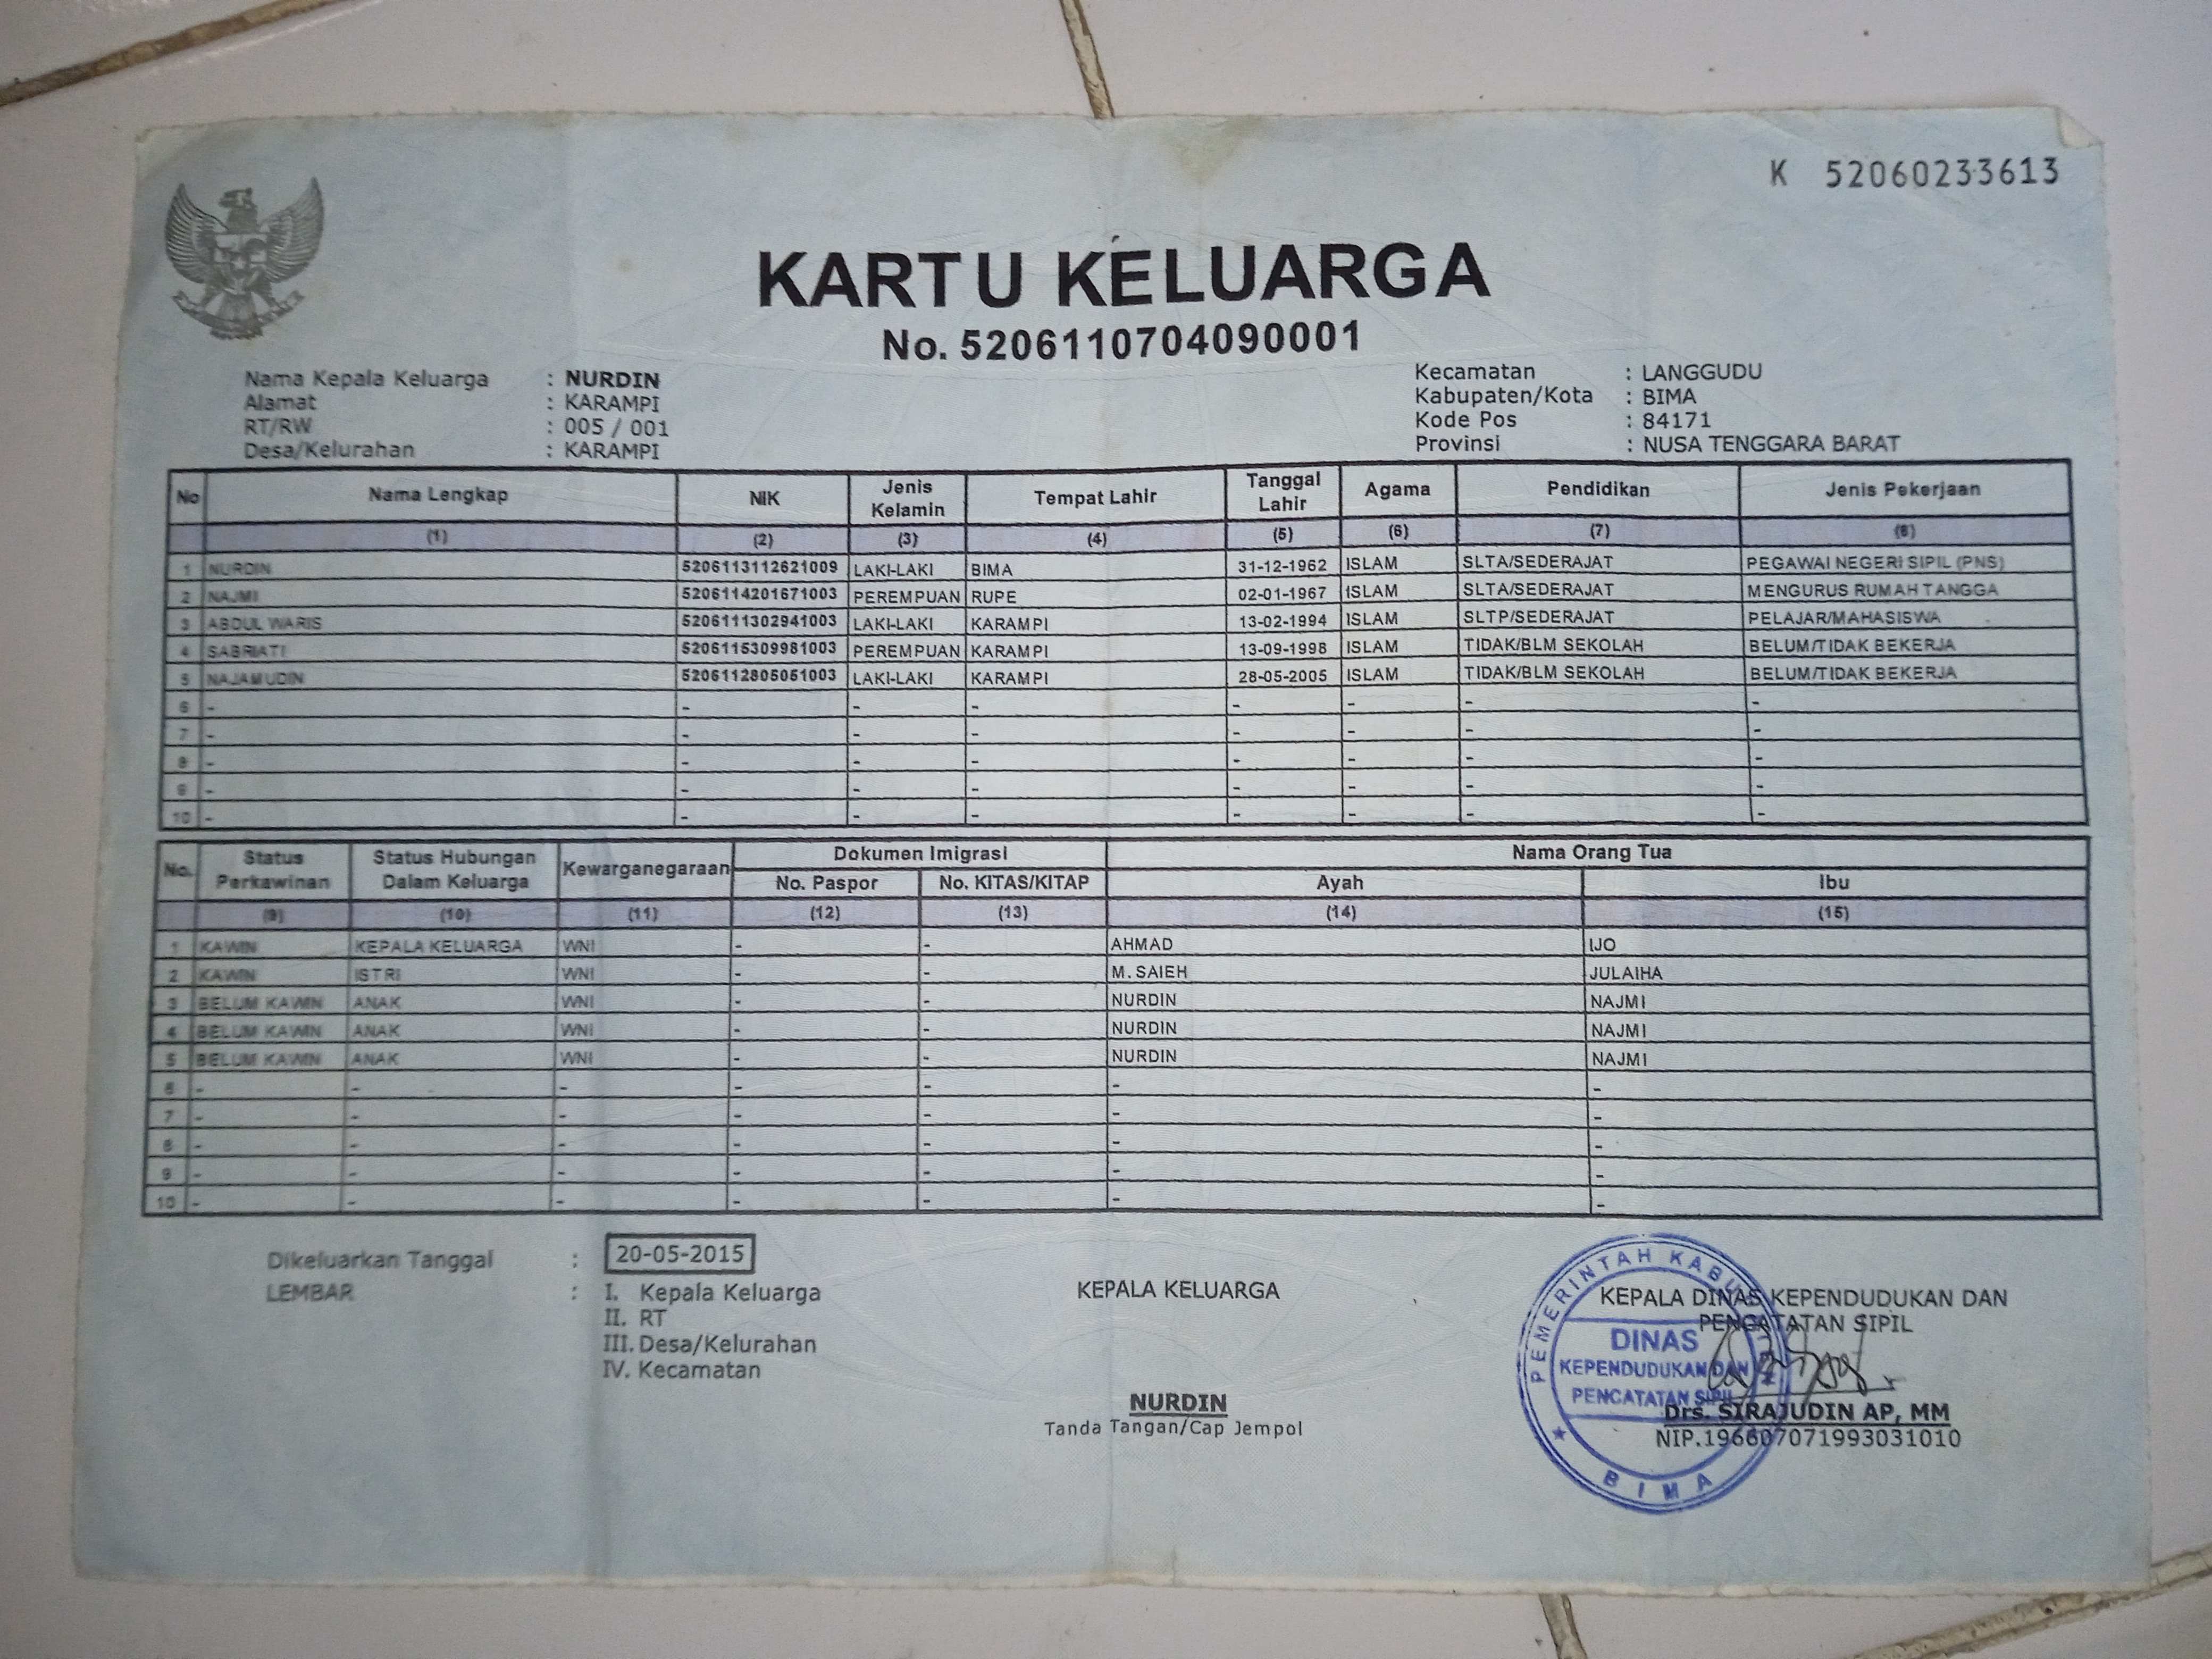 K 52060233613
KARTU KELUARGA
No. 5206110704090001
Nama Kepala Keluarga : NURDIN
Alamat : KARAMPI
RT/RW : 005 / 001
Desa/Kelurahan : KARAMPI
Kecamatan : LANGGUDU
Kabupaten/Kota : BIMA
Kode Pos : 84171
Provinsi : NUSA TENGGARA BARAT
No Nama Lengkap NIK Jenis Kelamin Tempat Lahir Tanggal Lahir Agama Pendidikan Jenis Pekerjaan
(1) (2) (3) (4) (5) (6) (7) (8)
1 NURDIN 5206113112621009 LAKI-LAKI BIMA 31-12-1962 ISLAM SLTA/SEDERAJAT PEGAWAI NEGERI SIPIL (PNS)
2 NAJMI 5206114201671003 PEREMPUAN RUPE 02-01-1967 ISLAM SLTA/SEDERAJAT MENGURUS RUMAH TANGGA
3 ABDUL WARIS 5206111302941003 LAKI-LAKI KARAMPI 13-02-1994 ISLAM SLTP/SEDERAJAT PELAJAR/MAHASISWA
4 SABRIATI 5206115309981003 PEREMPUAN KARAMPI 13-09-1998 ISLAM TIDAK/BLM SEKOLAH BELUM/TIDAK BEKERJA
5 NAJAMUDIN 5206112805051003 LAKI-LAKI KARAMPI 28-05-2005 ISLAM TIDAK/BLM SEKOLAH BELUM/TIDAK BEKERJA
6 - - - - - - - -
7 - - - - - - - -
8 - - - - - - - -
9 - - - - - - - -
10 - - - - - - - -
No. Status Perkawinan Status Hubungan Dalam Keluarga Kewarganegaraan Dokumen Imigrasi Nama Orang Tua
No. Paspor No. KITAS/KITAP Ayah Ibu
(9) (10) (11) (12) (13) (14) (15)
1 KAWIN KEPALA KELUARGA WNI - - AHMAD IJO
2 KAWIN ISTRI WNI - - M. SAIEH JULAIHA
3 BELUM KAWIN ANAK WNI - - NURDIN NAJMI
4 BELUM KAWIN ANAK WNI - - NURDIN NAJMI
5 BELUM KAWIN ANAK WNI - - NURDIN NAJMI
6 - - - - - - -
7 - - - - - - -
8 - - - - - - -
9 - - - - - - -
10 - - - - - - -
Dikeluarkan Tanggal : 20-05-2015
LEMBAR : I. Kepala Keluarga
II. RT
III. Desa/Kelurahan
IV. Kecamatan
KEPALA KELUARGA
NURDIN
Tanda Tangan/Cap Jempol
KEPALA DINAS KEPENDUDUKAN DAN
PENCATATAN SIPIL
Drs. SIRAJUDIN AP, MM
NIP.196607071993031010
PEMERINTAH KABUPATEN
DINAS
KEPENDUDUKAN DAN
PENCATATAN SIPIL
BIMA